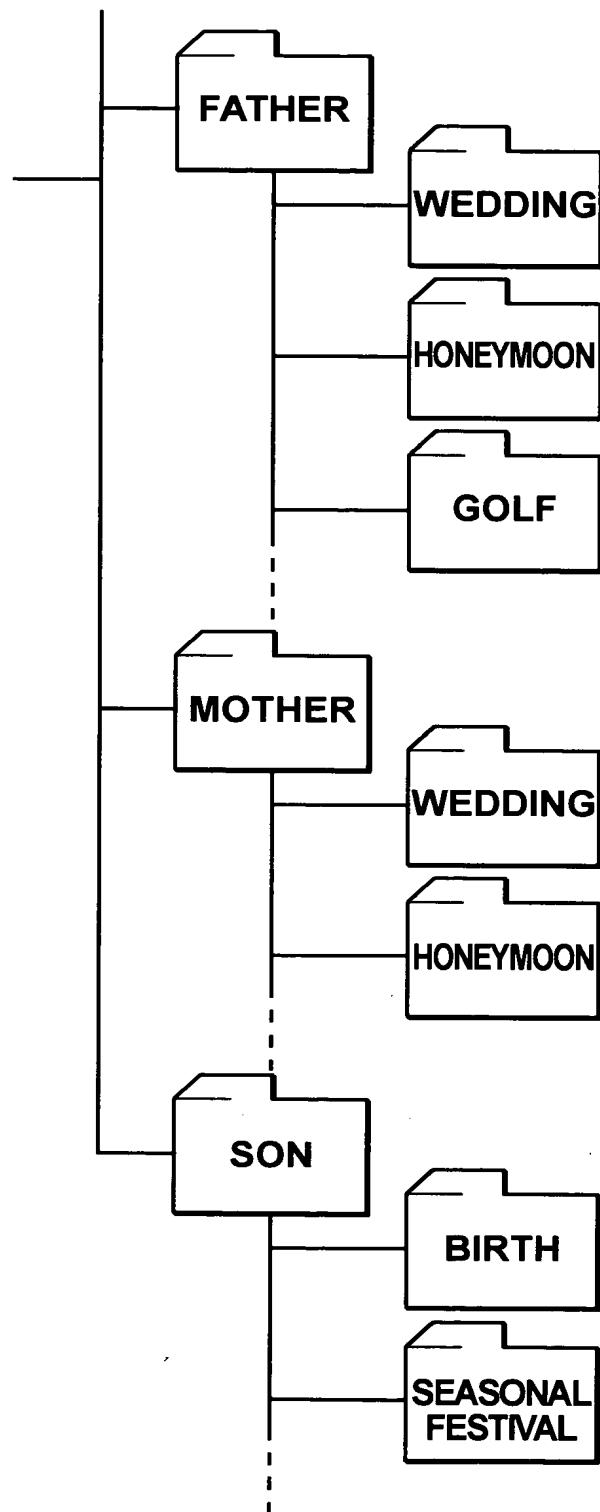 FATHER
WEDDING
HONEYMOON
GOLF
MOTHER
WEDDING
HONEYMOON
SON
BIRTH
SEASONAL
FESTIVAL